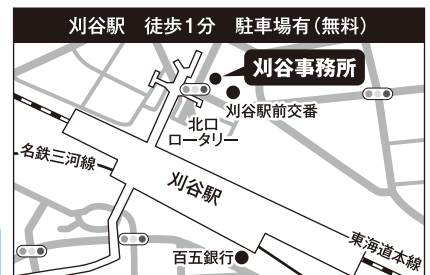 刈谷駅 徒歩1分 駐車場有(無料)
刈谷事務所
刈谷駅前交番
北口
ロータリー
名鉄三河線
刈谷駅
東海道本線
百五銀行